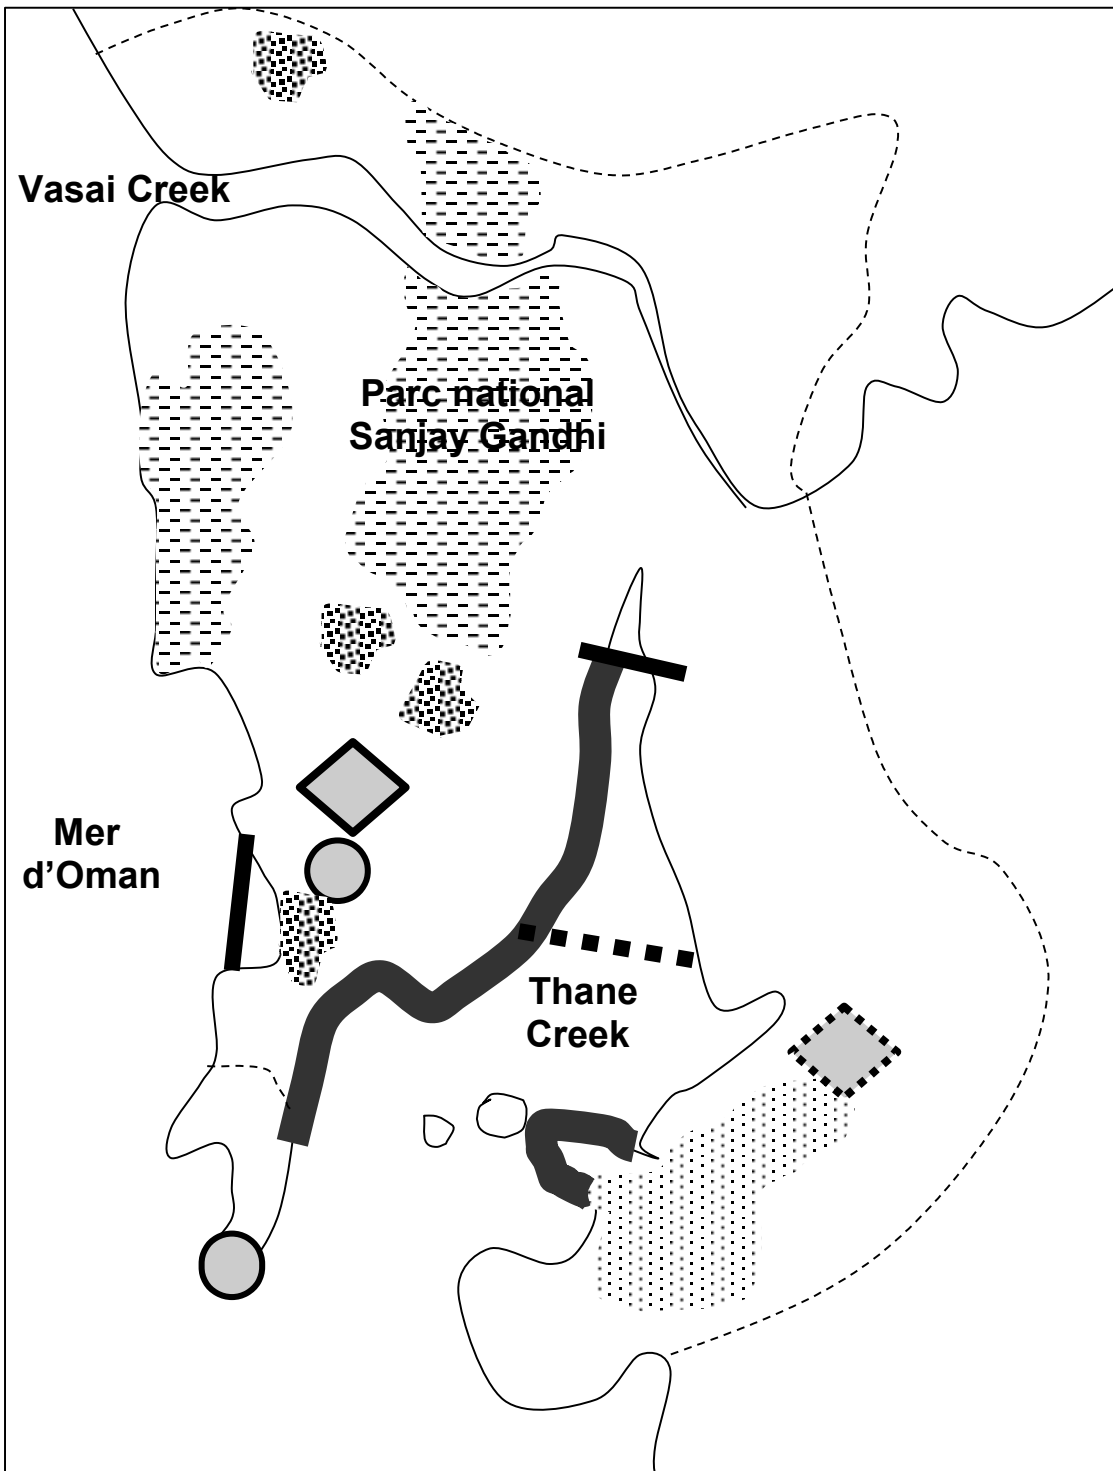 Vasai Creek
Parc national
Sanjay Gandhi
Mer
d’Oman
Thane
Creek